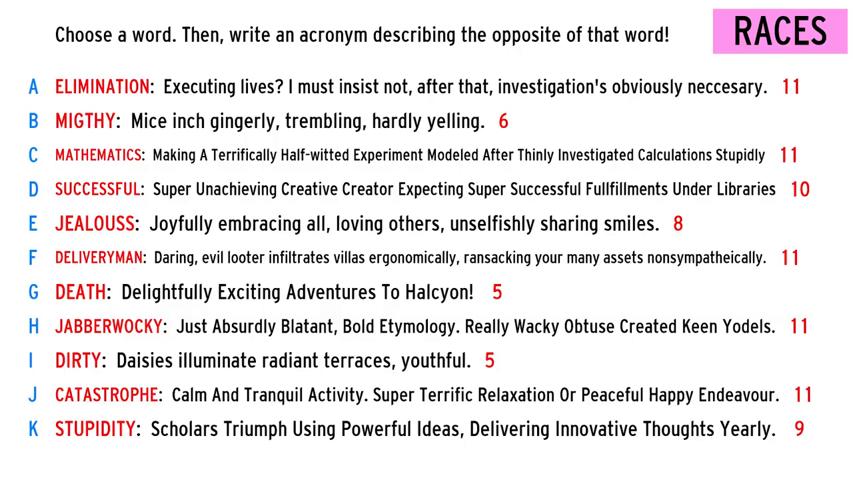 Choose a word. Then, write an acronym describing the opposite of that word!
RACES
A ELIMINATION: Executing lives? I must insist not, after that, investigation's obviously neccesary. 11
B MIGTHY: Mice inch gingerly, trembling, hardly yelling. 6
C MATHEMATICS: Making A Terrifically Half-witted Experiment Modeled After Thinly Investigated Calculations Stupidly 11
D SUCCESSFUL: Super Unachieving Creative Creator Expecting Super Successful Fullfillments Under Libraries 10
E JEALOUSS: Joyfully embracing all, loving others, unselfishly sharing smiles. 8
F DELIVERYMAN: Daring, evil looter infiltrates villas ergonomically, ransacking your many assets nonsympatheically. 11
G DEATH: Delightfully Exciting Adventures To Halcyon! 5
H JABBERWOCKY: Just Absurdly Blatant, Bold Etymology. Really Wacky Obtuse Created Keen Yodels. 11
I DIRTY: Daisies illuminate radiant terraces, youthful. 5
J CATASTROPHE: Calm And Tranquil Activity. Super Terrific Relaxation Or Peaceful Happy Endeavour. 11
K STUPIDITY: Scholars Triumph Using Powerful Ideas, Delivering Innovative Thoughts Yearly. 9